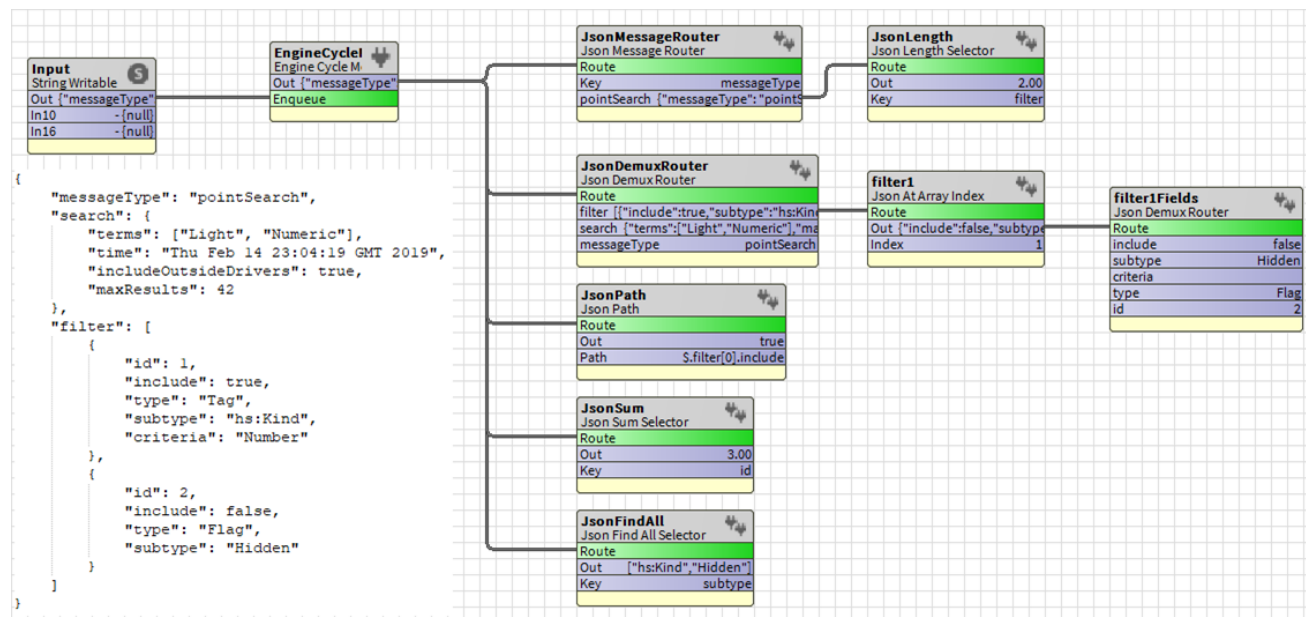 Input
String Writable
Out {"messageType"
In10 - {null}
In16 - {null}
EngineCycleI
Engine Cycle M
Out {"messageType"
Enqueue
JsonMessageRouter
Json Message Router
Route
Key messageType
pointSearch {"messageType": "pointS
JsonLength
Json Length Selector
Route
Out 2.00
Key filter
JsonDemuxRouter
Json Demux Router
Route
filter [{"include":true,"subtype":"hs:Kin
search {"terms":["Light","Numeric"],"ma
messageType pointSearch
filter1
Json At Array Index
Route
Out {"include":false,"subtype
Index 1
filter1Fields
Json Demux Router
Route
include false
subtype Hidden
criteria
type Flag
id 2
JsonPath
Json Path
Route
Out true
Path $.filter[0].include
JsonSum
Json Sum Selector
Route
Out 3.00
Key id
JsonFindAll
Json Find All Selector
Route
Out ["hs:Kind","Hidden"]
Key subtype
{
"messageType": "pointSearch",
"search": {
"terms": ["Light", "Numeric"],
"time": "Thu Feb 14 23:04:19 GMT 2019",
"includeOutsideDrivers": true,
"maxResults": 42
},
"filter": [
{
"id": 1,
"include": true,
"type": "Tag",
"subtype": "hs:Kind",
"criteria": "Number"
},
{
"id": 2,
"include": false,
"type": "Flag",
"subtype": "Hidden"
}
]
}